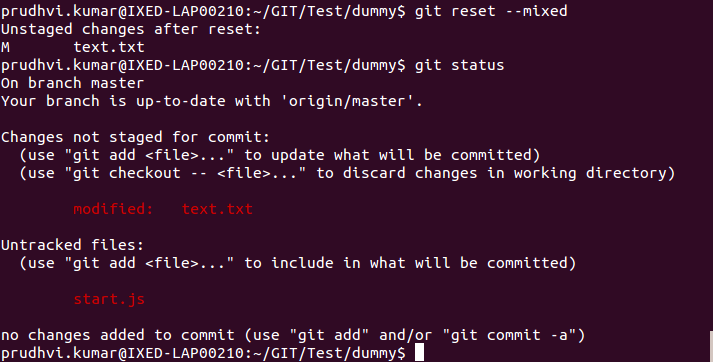 prudhvi.kumar@IXED-LAP00210:~/GIT/Test/dummy$ git reset --mixed
Unstaged changes after reset:
M       text.txt
prudhvi.kumar@IXED-LAP00210:~/GIT/Test/dummy$ git status
On branch master
Your branch is up-to-date with 'origin/master'.

Changes not staged for commit:
  (use "git add <file>..." to update what will be committed)
  (use "git checkout -- <file>..." to discard changes in working directory)

        modified:   text.txt

Untracked files:
  (use "git add <file>..." to include in what will be committed)

        start.js

no changes added to commit (use "git add" and/or "git commit -a")
prudhvi.kumar@IXED-LAP00210:~/GIT/Test/dummy$